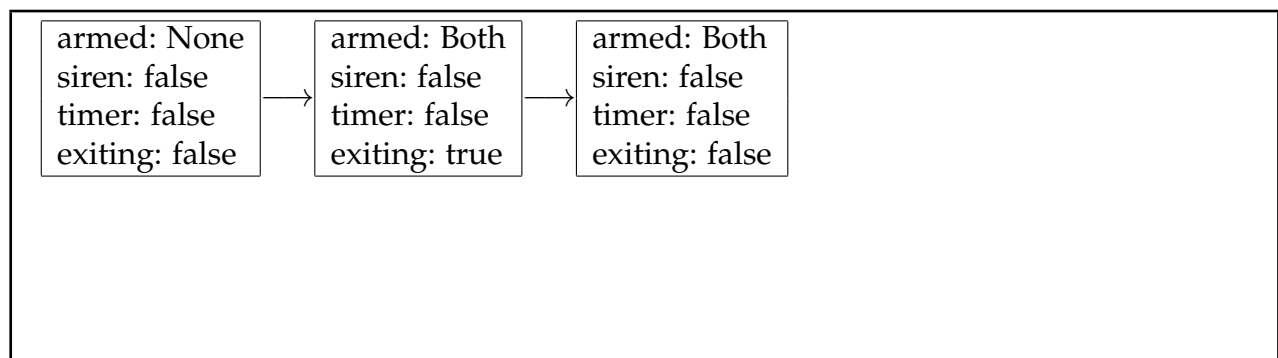 armed: None
siren: false
timer: false
exiting: false
armed: Both
siren: false
timer: false
exiting: true
armed: Both
siren: false
timer: false
exiting: false